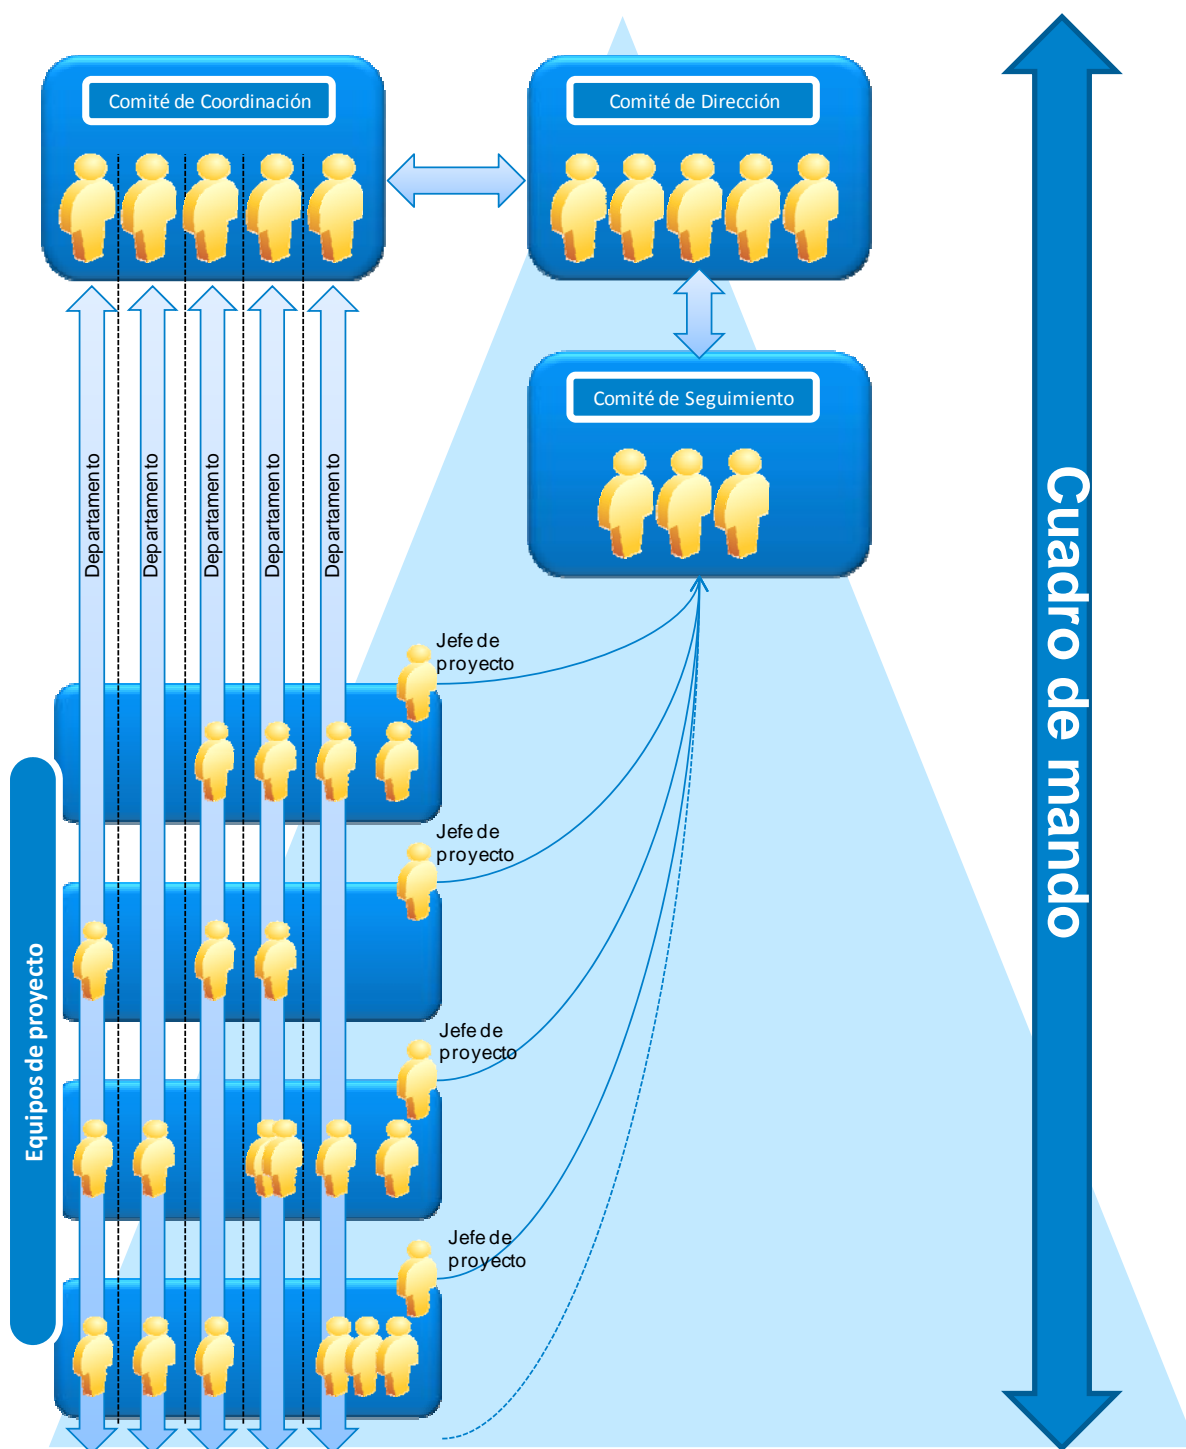 Comité de Coordinación
Comité de Dirección
Comité de Seguimiento
Departamento
Departamento
Departamento
Departamento
Departamento
Cuadro de mando
Jefe de
proyecto
Jefe de
proyecto
Jefe de
proyecto
Jefe de
proyecto
Equipos de proyecto